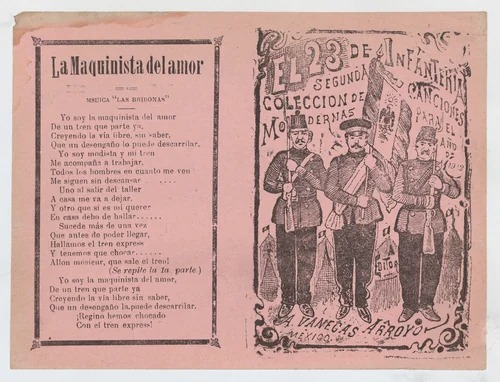 La Maquinista del amor
MSUICA "LAS BRIBONAS"
Yo soy la maquinista del amor
De un tren que parte ya,
Creyendo la via libre, sin saber,
Que un desengaño lo puede descarrilar.
Yo soy modista y mi tren
Me acompaña a trabajar,
Todos los hombres en cuanto me ven
Me siguen sin descansar ....
Uno al salir del taller
A casa me va a dejar,
Y otro que si es mi querer
En casa debo de hallar......
Sucede más de una vez
Que antes de poder llegar,
Hallamos el tren express
Y tenemos que chocar......
Allon monsieur, que sale el tren!
(Se repite la 1a. parte.)
Yo soy la maquinista del amor,
De un tren que parte ya
Creyendo la via libre sin saber,
Que un desengaño la puede descarrilar.
¡Regino hemos chocado
Con el tren express!
EL 23 DE INFANTERIA
SEGUNDA
COLECCION DE CANCIONES
MODERNAS PARA EL
AÑO
DE
EDITOR
A. VANEGAS ARROYO
MEXICO